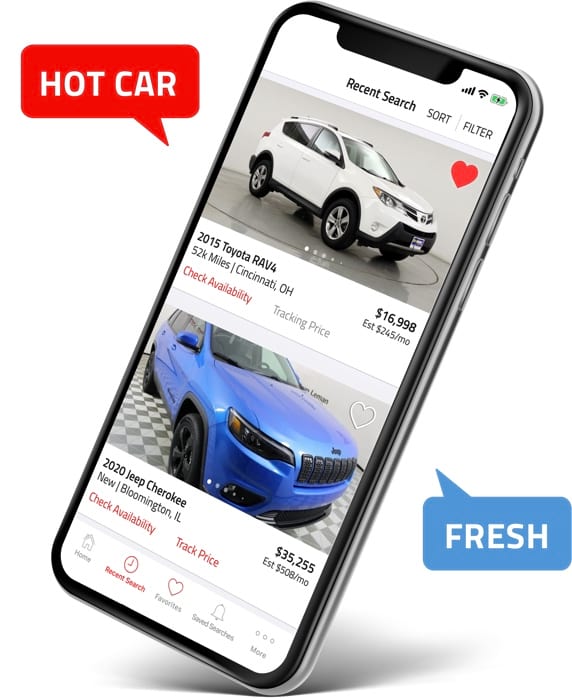 HOT CAR
Recent Search
SORT
FILTER
2015 Toyota RAV4
52k Miles | Cincinnati, OH
Check Availability
Tracking Price
$16,998
Est $245/mo
Leman
Jeep
2020 Jeep Cherokee
New | Bloomington, IL
Check Availability
Track Price
$35,255
Est $508/mo
FRESH
Home
Recent Search
Favorites
Saved Searches
More